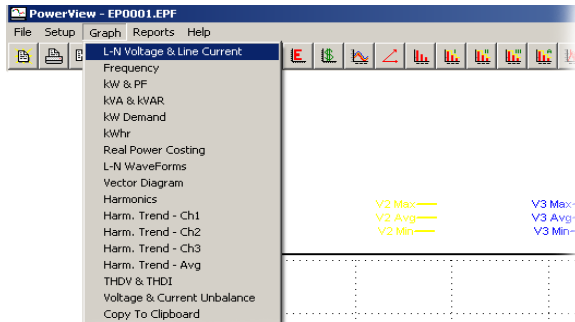 PowerView - EP0001.EPF
File Setup Graph Reports Help
L-N Voltage & Line Current
Frequency
kW & PF
kVA & kVAR
kW Demand
kWhr
Real Power Costing
L-N WaveForms
Vector Diagram
Harmonics
Harm. Trend - Ch1
Harm. Trend - Ch2
Harm. Trend - Ch3
Harm. Trend - Avg
THDV & THDI
Voltage & Current Unbalance
Copy To Clipboard
E $
V2 Max
V2 Avg
V2 Min
V3 Max
V3 Avg
V3 Min